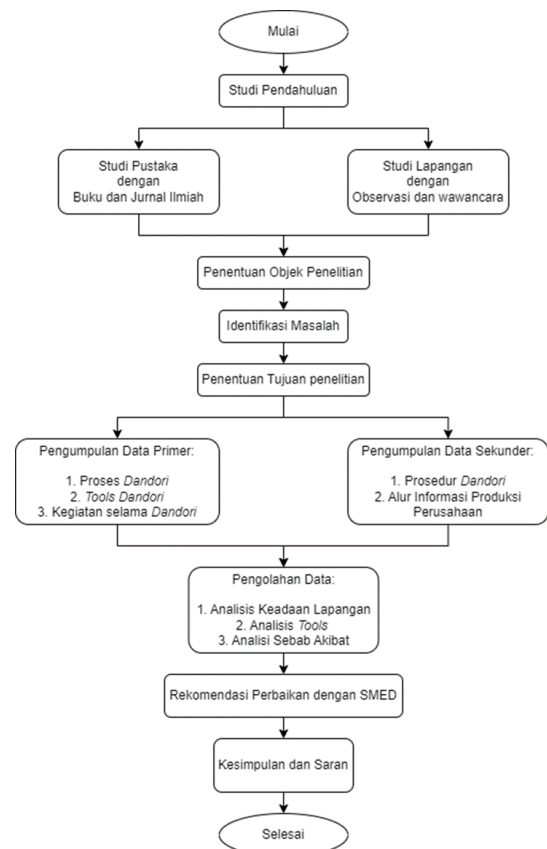 Mulai
Studi Pendahuluan
Studi Pustaka
dengan
Buku dan Jurnal Ilmiah
Studi Lapangan
dengan
Observasi dan wawancara
Penentuan Objek Penelitian
Identifikasi Masalah
Penentuan Tujuan penelitian
Pengumpulan Data Primer:
1. Proses Dandori
2. Tools Dandori
3. Kegiatan selama Dandori
Pengumpulan Data Sekunder:
1. Prosedur Dandori
2. Alur Informasi Produksi
Perusahaan
Pengolahan Data:
1. Analisis Keadaan Lapangan
2. Analisis Tools
3. Analisi Sebab Akibat
Rekomendasi Perbaikan dengan SMED
Kesimpulan dan Saran
Selesai